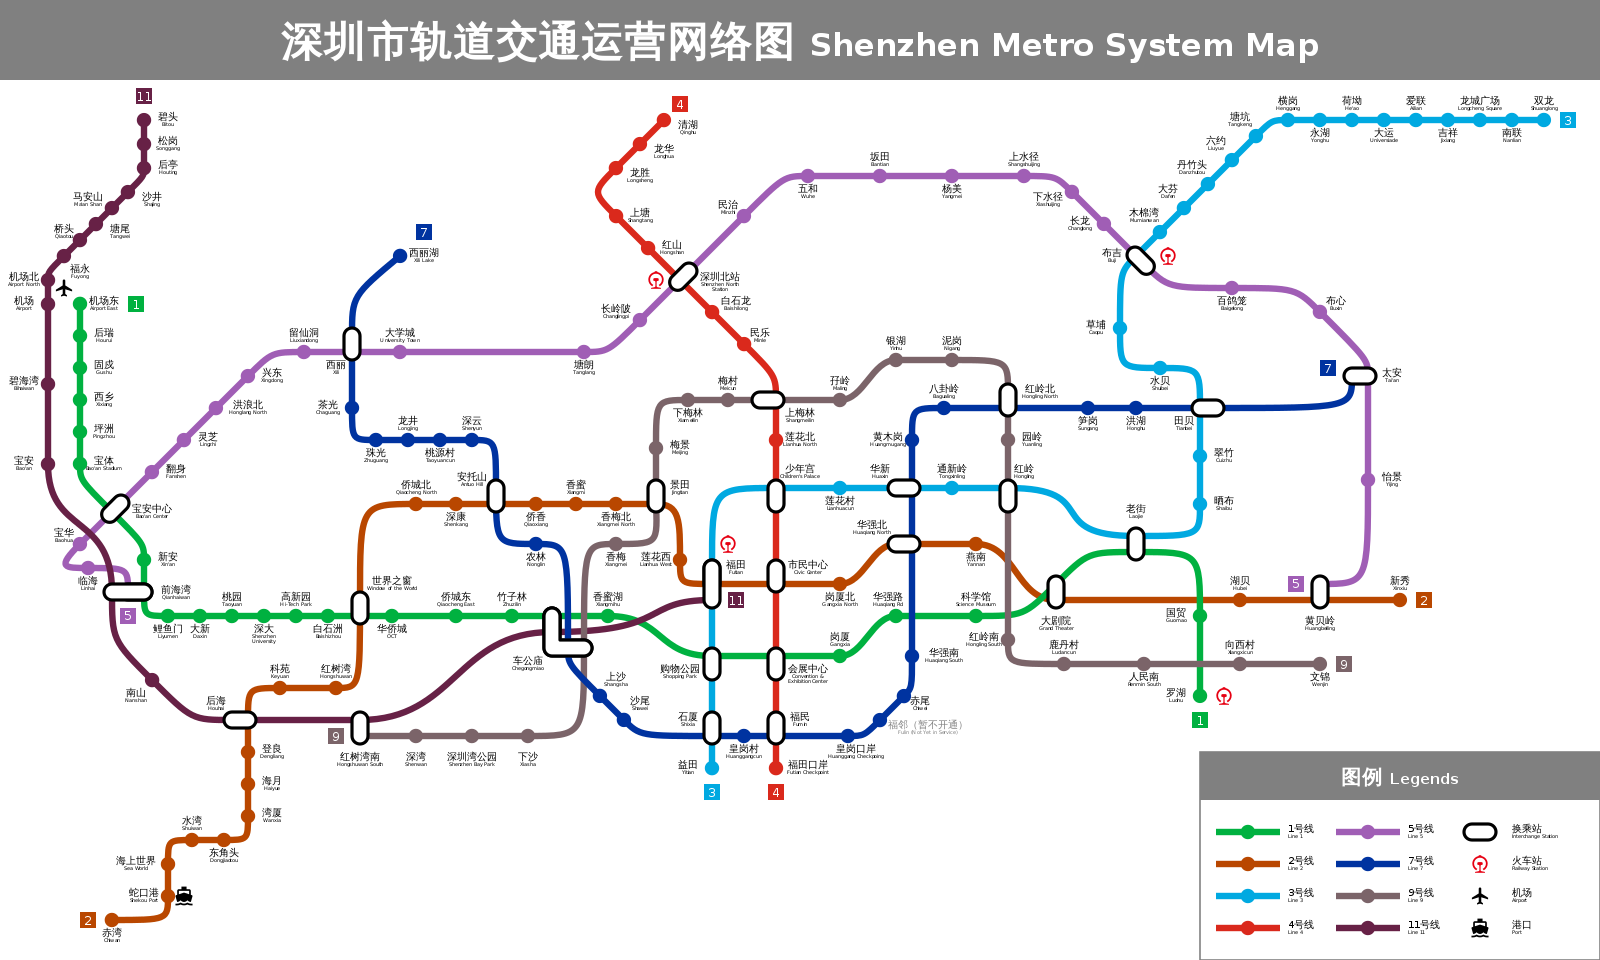 深圳市轨道交通运营网络图 Shenzhen Metro System Map
11
碧头
Bitou
松岗
Songgang
后亭
Houting
马安山
Ma'an Shan
沙井
Shajing
桥头
Qiaotou
塘尾
Tangwei
福永
Fuyong
机场北
Airport North
机场
Airport
机场东
Airport East
1
后瑞
Hourui
固戍
Gushu
西乡
Xixiang
坪洲
Pingzhou
宝体
Bao'an Stadium
碧海湾
Bihaiwan
宝安
Bao'an
宝安中心
Bao'an Center
宝华
Baohua
临海
Linhai
新安
Xin'an
前海湾
Qianhaiwan
5
鲤鱼门
Liyumen
大新
Daxin
桃园
Taoyuan
深大
Shenzhen
University
高新园
Hi-Tech Park
白石洲
Baishizhou
世界之窗
Window of the World
华侨城
OCT
侨城东
Qiaocheng East
竹子林
Zhuzilin
车公庙
Chegongmiao
香蜜湖
Xiangmihu
购物公园
Shopping Park
会展中心
Convention &
Exhibition Center
岗厦
Gangxia
华强路
Huaqiang Rd
科学馆
Science Museum
大剧院
Grand Theater
老街
Laojie
国贸
Guomao
罗湖
Luohu
1
翻身
Fanshen
灵芝
Lingzhi
洪浪北
Honglang North
兴东
Xingdong
留仙洞
Liuxiandong
西丽
Xili
大学城
University Town
塘朗
Tanglang
长岭陂
Changlingpi
深圳北站
Shenzhen North
Station
民治
Minzhi
五和
Wuhe
坂田
Bantian
杨美
Yangmei
上水径
Shangshuijing
下水径
Xiashuijing
长龙
Changlong
布吉
Buji
百鸽笼
Baigelong
布心
Buxin
太安
Tai'an
怡景
Yijing
黄贝岭
Huangbeiling
5
7
西丽湖
Xili Lake
茶光
Chaguang
珠光
Zhuguang
龙井
Longjing
桃源村
Taoyuancun
深云
Shenyun
安托山
Antuo Hill
农林
Nonglin
上沙
Shangsha
沙尾
Shawei
石厦
Shixia
皇岗村
Huanggangcun
福民
Fumin
皇岗口岸
Huanggang Checkpoing
福邻（暂不开通）
Fulin (Not Yet in Service)
赤尾
Chiwei
华强南
Huaqiang South
华强北
Huaqiang North
华新
Huaxin
黄木岗
Huangmugang
八卦岭
Bagualing
红岭北
Hongling North
笋岗
Sungang
洪湖
Honghu
田贝
Tianbei
7
4
清湖
Qinghu
龙华
Longhua
龙胜
Longsheng
上塘
Shangtang
红山
Hongshan
白石龙
Baishilong
民乐
Minle
上梅林
Shangmeilin
莲花北
Lianhua North
少年宫
Children's Palace
市民中心
Civic Center
福田口岸
Futian Checkpoint
4
3
双龙
Shuanglong
南联
Nanlian
龙城广场
Longcheng Square
吉祥
Jixiang
爱联
Ailian
大运
Universiade
荷坳
He'ao
永湖
Yonghu
横岗
Henggang
塘坑
Tangkeng
六约
Liuyue
丹竹头
Danzhutou
大芬
Dafen
木棉湾
Mumianwan
草埔
Caopu
水贝
Shuibei
翠竹
Cuizhu
晒布
Shaibu
红岭
Hongling
通新岭
Tongxinling
莲花村
Lianhuacun
福田
Futian
益田
Yitian
3
11
9
红树湾南
Hongshuwan South
深湾
Shenwan
深圳湾公园
Shenzhen Bay Park
下沙
Xiasha
香梅
Xiangmei
景田
Jingtian
梅景
Meijing
下梅林
Xiameilin
梅村
Meicun
孖岭
Maling
银湖
Yinhu
泥岗
Nigang
园岭
Yuanling
红岭南
Hongling South
鹿丹村
Ludancun
人民南
Renmin South
向西村
Xiangxicun
文锦
Wenjin
9
侨城北
Qiaocheng North
深康
Shenkang
侨香
Qiaoxiang
香蜜
Xiangmi
香梅北
Xiangmei North
莲花西
Lianhua West
岗厦北
Gangxia North
燕南
Yannan
湖贝
Hubei
新秀
Xinxiu
2
科苑
Keyuan
红树湾
Hongshuwan
后海
Houhai
南山
Nanshan
登良
Dengliang
海月
Haiyue
湾厦
Wanxia
东角头
Dongjiaotou
水湾
Shuiwan
海上世界
Sea World
蛇口港
Shekou Port
2
赤湾
Chiwan
图例 Legends
1号线
Line 1
5号线
Line 5
换乘站
Interchange Station
2号线
Line 2
7号线
Line 7
火车站
Railway Station
3号线
Line 3
9号线
Line 9
机场
Airport
4号线
Line 4
11号线
Line 11
港口
Port